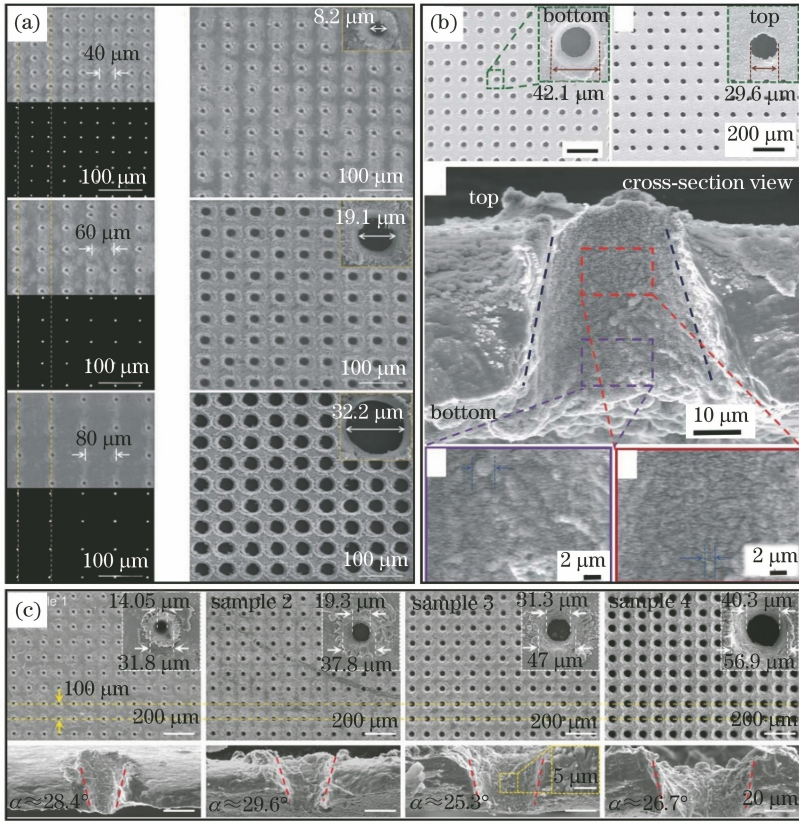 (a)
40 μm
100 μm
8.2 μm
100 μm
60 μm
100 μm
19.1 μm
100 μm
80 μm
100 μm
32.2 μm
100 μm
(b)
bottom
42.1 μm
top
29.6 μm
200 μm
top
cross-section view
bottom
10 μm
2 μm
2 μm
(c)
14.05 μm
31.8 μm
100 μm
200 μm
sample 2
19.3 μm
37.8 μm
200 μm
sample 3
31.3 μm
47 μm
200 μm
sample 4
40.3 μm
56.9 μm
200 μm
α≈28.4°
α≈29.6°
α≈25.3°
5 μm
α≈26.7°
20 μm